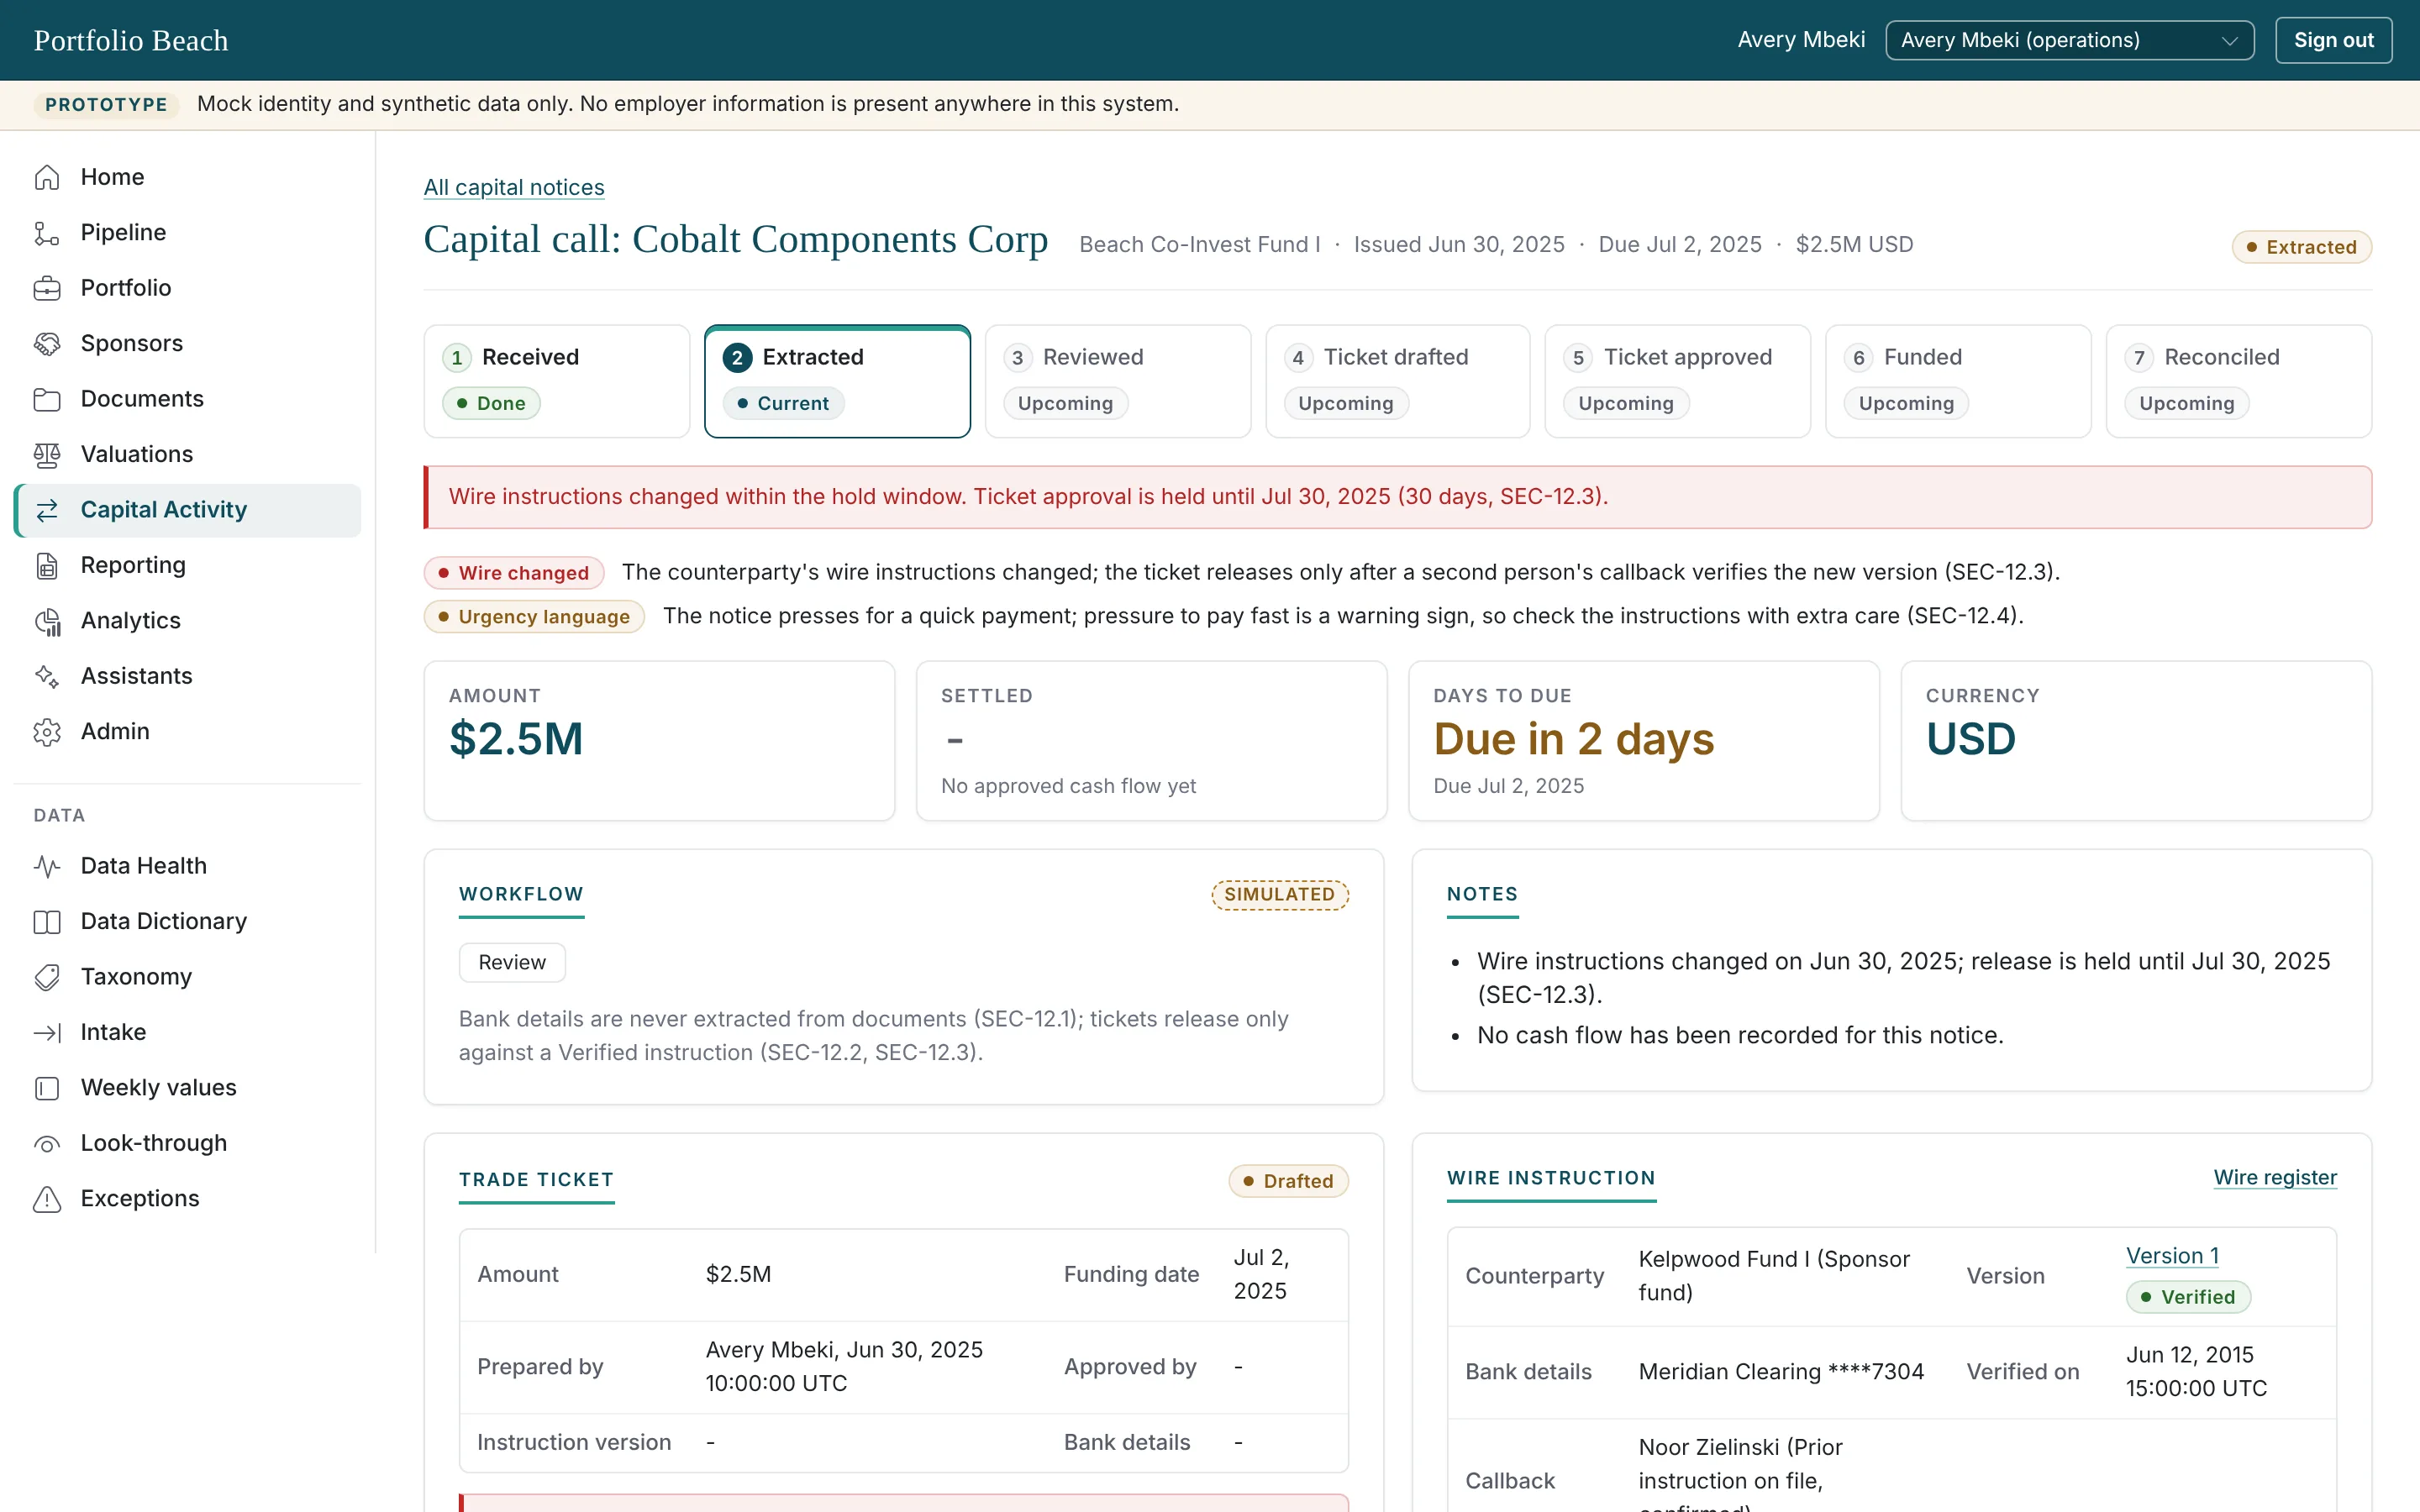 Portfolio Beach
Avery Mbeki
Avery Mbeki (operations)
Sign out
PROTOTYPE
Mock identity and synthetic data only. No employer information is present anywhere in this system.
Home
Pipeline
Portfolio
Sponsors
Documents
Valuations
Capital Activity
Reporting
Analytics
Assistants
Admin
DATA
Data Health
Data Dictionary
Taxonomy
Intake
Weekly values
Look-through
Exceptions
All capital notices
Capital call: Cobalt Components Corp
Beach Co-Invest Fund I · Issued Jun 30, 2025 · Due Jul 2, 2025 · $2.5M USD
Extracted
1 Received
Done
2 Extracted
Current
3 Reviewed
Upcoming
4 Ticket drafted
Upcoming
5 Ticket approved
Upcoming
6 Funded
Upcoming
7 Reconciled
Upcoming
Wire instructions changed within the hold window. Ticket approval is held until Jul 30, 2025 (30 days, SEC-12.3).
Wire changed
The counterparty's wire instructions changed; the ticket releases only after a second person's callback verifies the new version (SEC-12.3).
Urgency language
The notice presses for a quick payment; pressure to pay fast is a warning sign, so check the instructions with extra care (SEC-12.4).
AMOUNT
$2.5M
SETTLED
-
No approved cash flow yet
DAYS TO DUE
Due in 2 days
Due Jul 2, 2025
CURRENCY
USD
WORKFLOW
SIMULATED
Review
Bank details are never extracted from documents (SEC-12.1); tickets release only
against a Verified instruction (SEC-12.2, SEC-12.3).
NOTES
• Wire instructions changed on Jun 30, 2025; release is held until Jul 30, 2025
(SEC-12.3).
• No cash flow has been recorded for this notice.
TRADE TICKET
Drafted
Amount
$2.5M
Funding date
Jul 2,
2025
Prepared by
Avery Mbeki, Jun 30, 2025
10:00:00 UTC
Approved by
-
Instruction version
-
Bank details
-
WIRE INSTRUCTION
Wire register
Counterparty
Kelpwood Fund I (Sponsor
fund)
Version
Version 1
Verified
Bank details
Meridian Clearing ****7304
Verified on
Jun 12, 2015
15:00:00 UTC
Callback
Noor Zielinski (Prior
instruction on file,